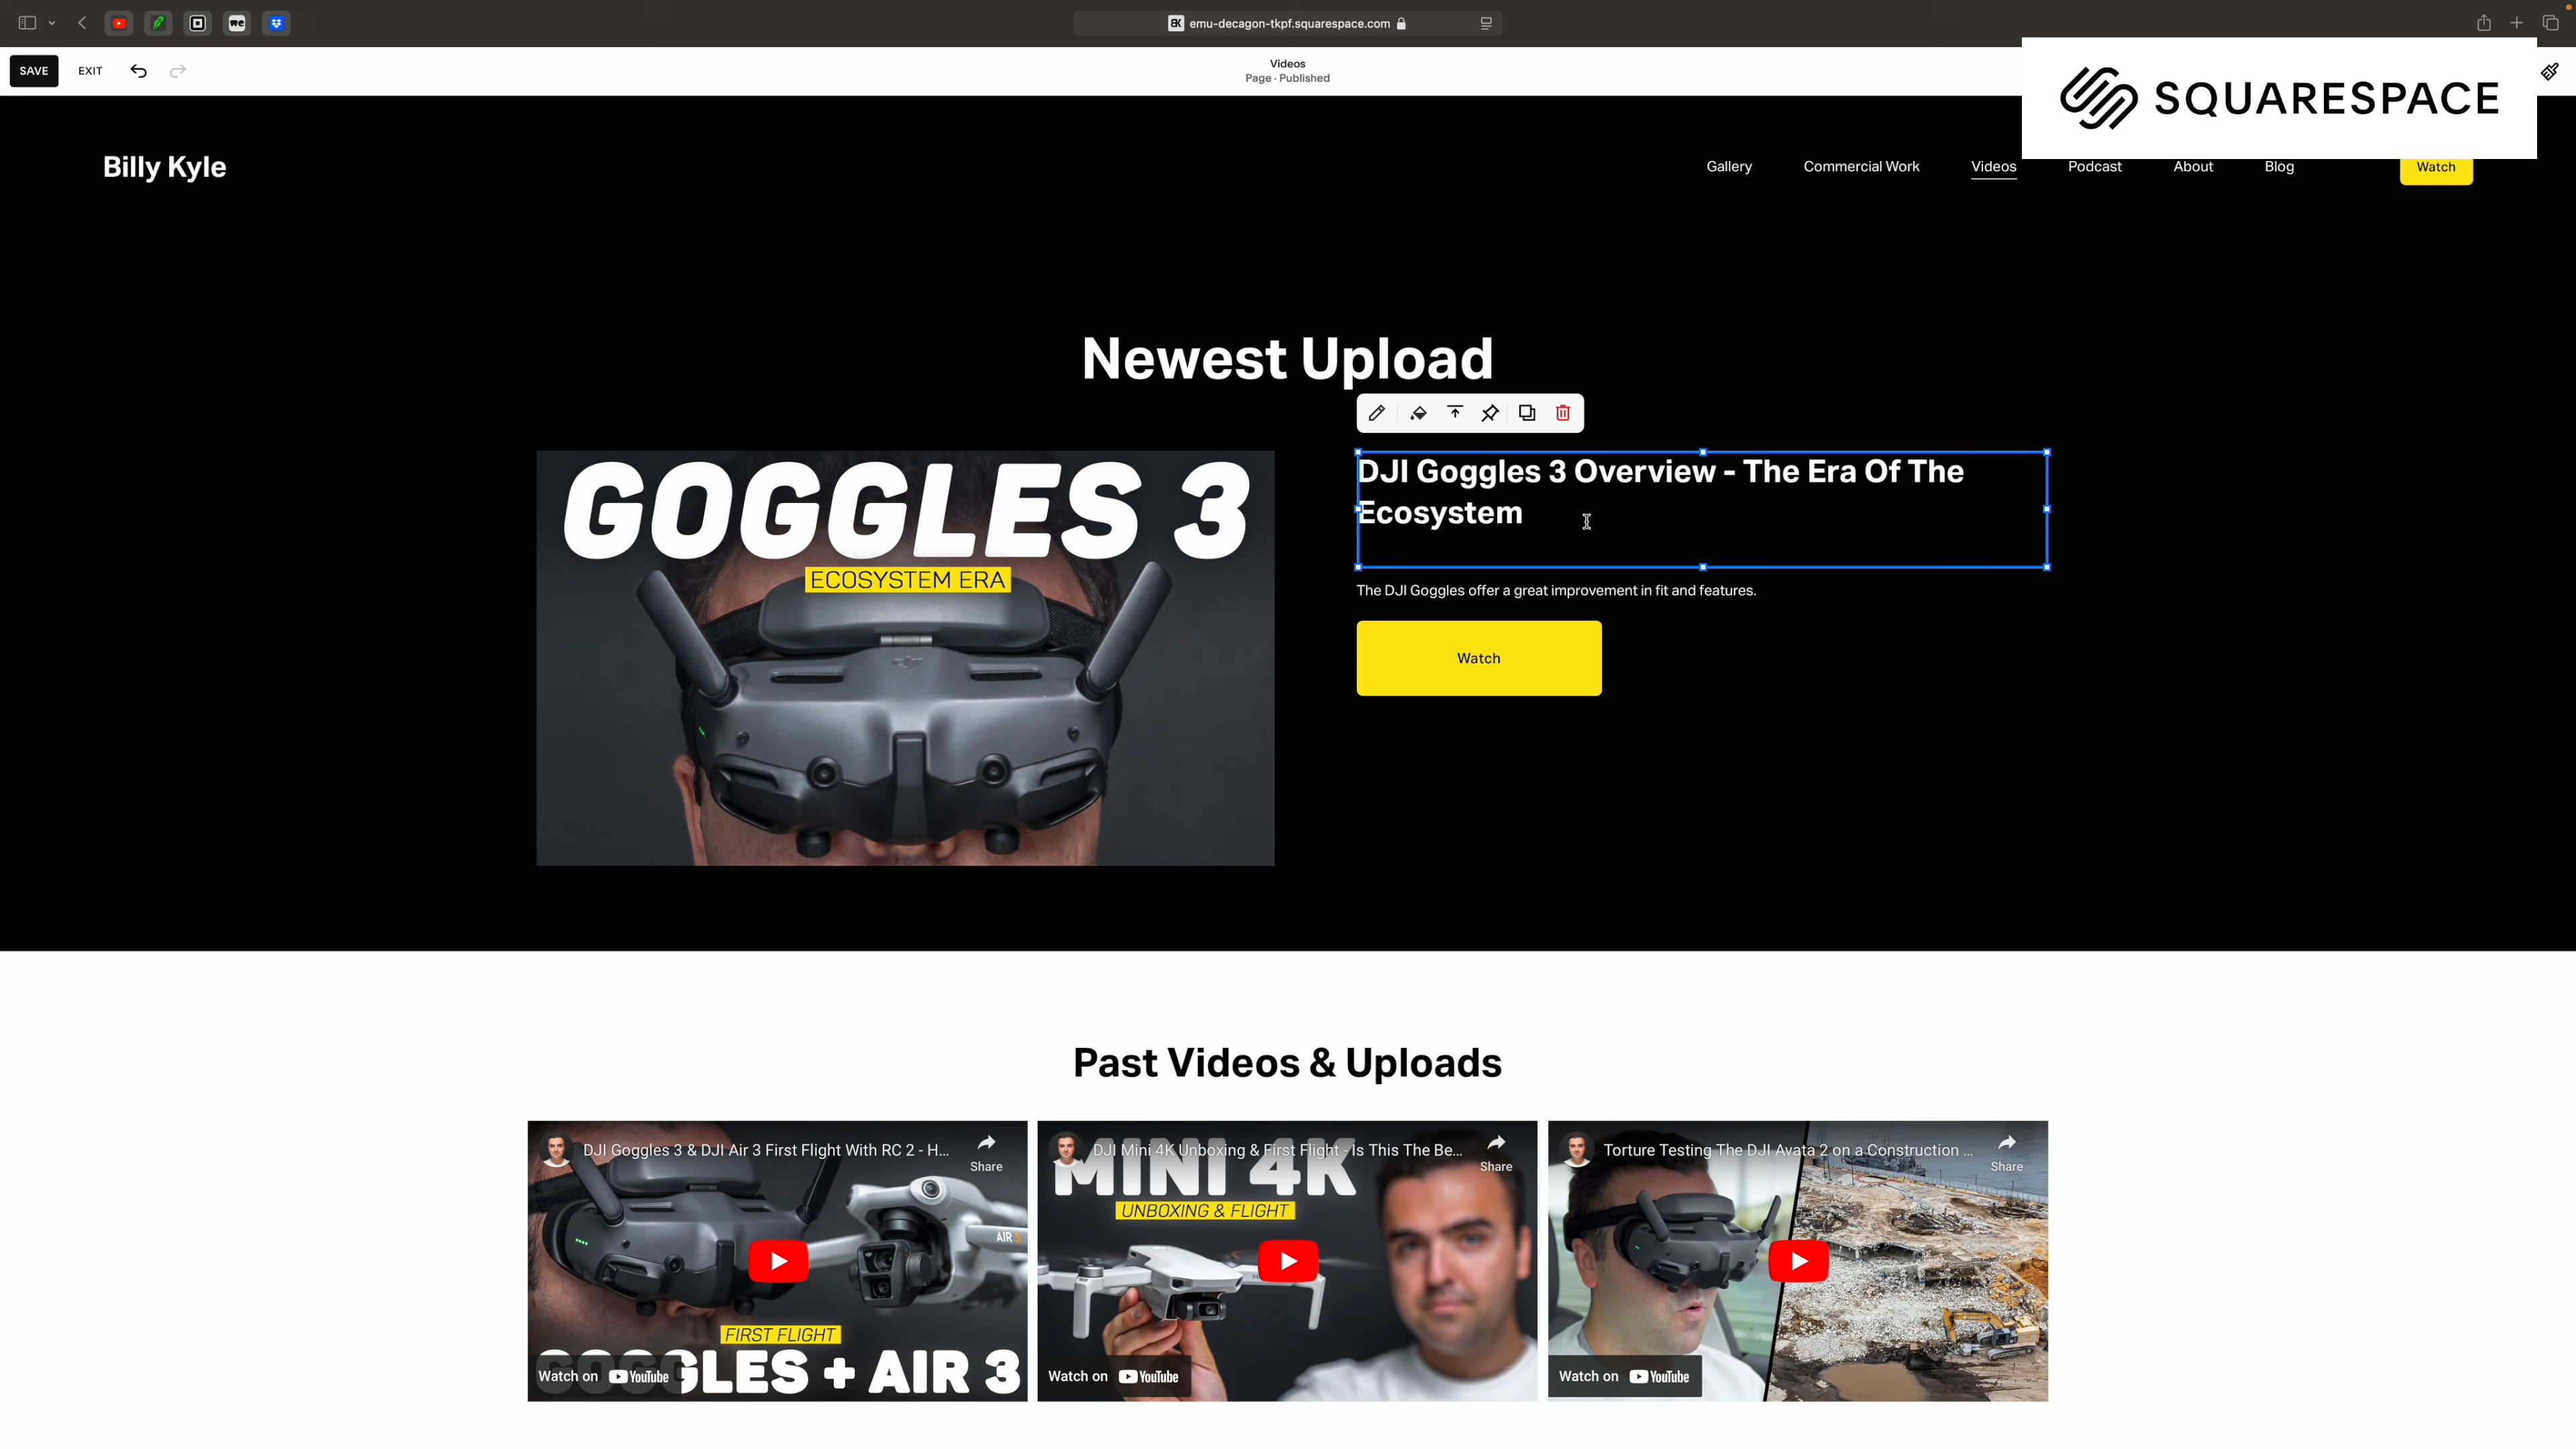 BK emu-decagon-tkpf.squarespace.com
SAVE EXIT
Videos
Page · Published
SQUARESPACE
Billy Kyle
Gallery Commercial Work Videos Podcast About Blog Watch
Newest Upload
GOGGLES 3
ECOSYSTEM ERA
DJI Goggles 3 Overview - The Era Of The
Ecosystem
The DJI Goggles offer a great improvement in fit and features.
Watch
Past Videos & Uploads
DJI Goggles 3 & DJI Air 3 First Flight With RC 2 - H...
Share
AIR
FIRST FLIGHT
GOGGLES + AIR 3
Watch on YouTube
DJI Mini 4K Unboxing & First Flight - Is This The Be...
Share
MINI 4K
UNBOXING & FLIGHT
Watch on YouTube
Torture Testing The DJI Avata 2 on a Construction ...
Share
Watch on YouTube